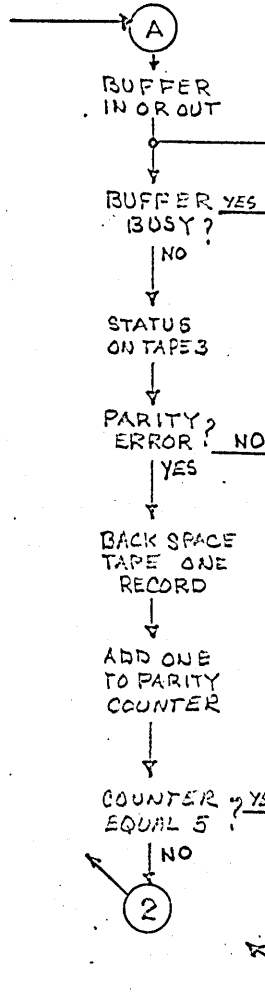 A
BUFFER
IN OR OUT
BUFFER YES
BUSY?
NO
STATUS
ON TAPE 3
PARITY?
ERROR NO
YES
BACK SPACE
TAPE ONE
RECORD
ADD ONE
TO PARITY
COUNTER
COUNTER ? YE
EQUAL 5
NO
2